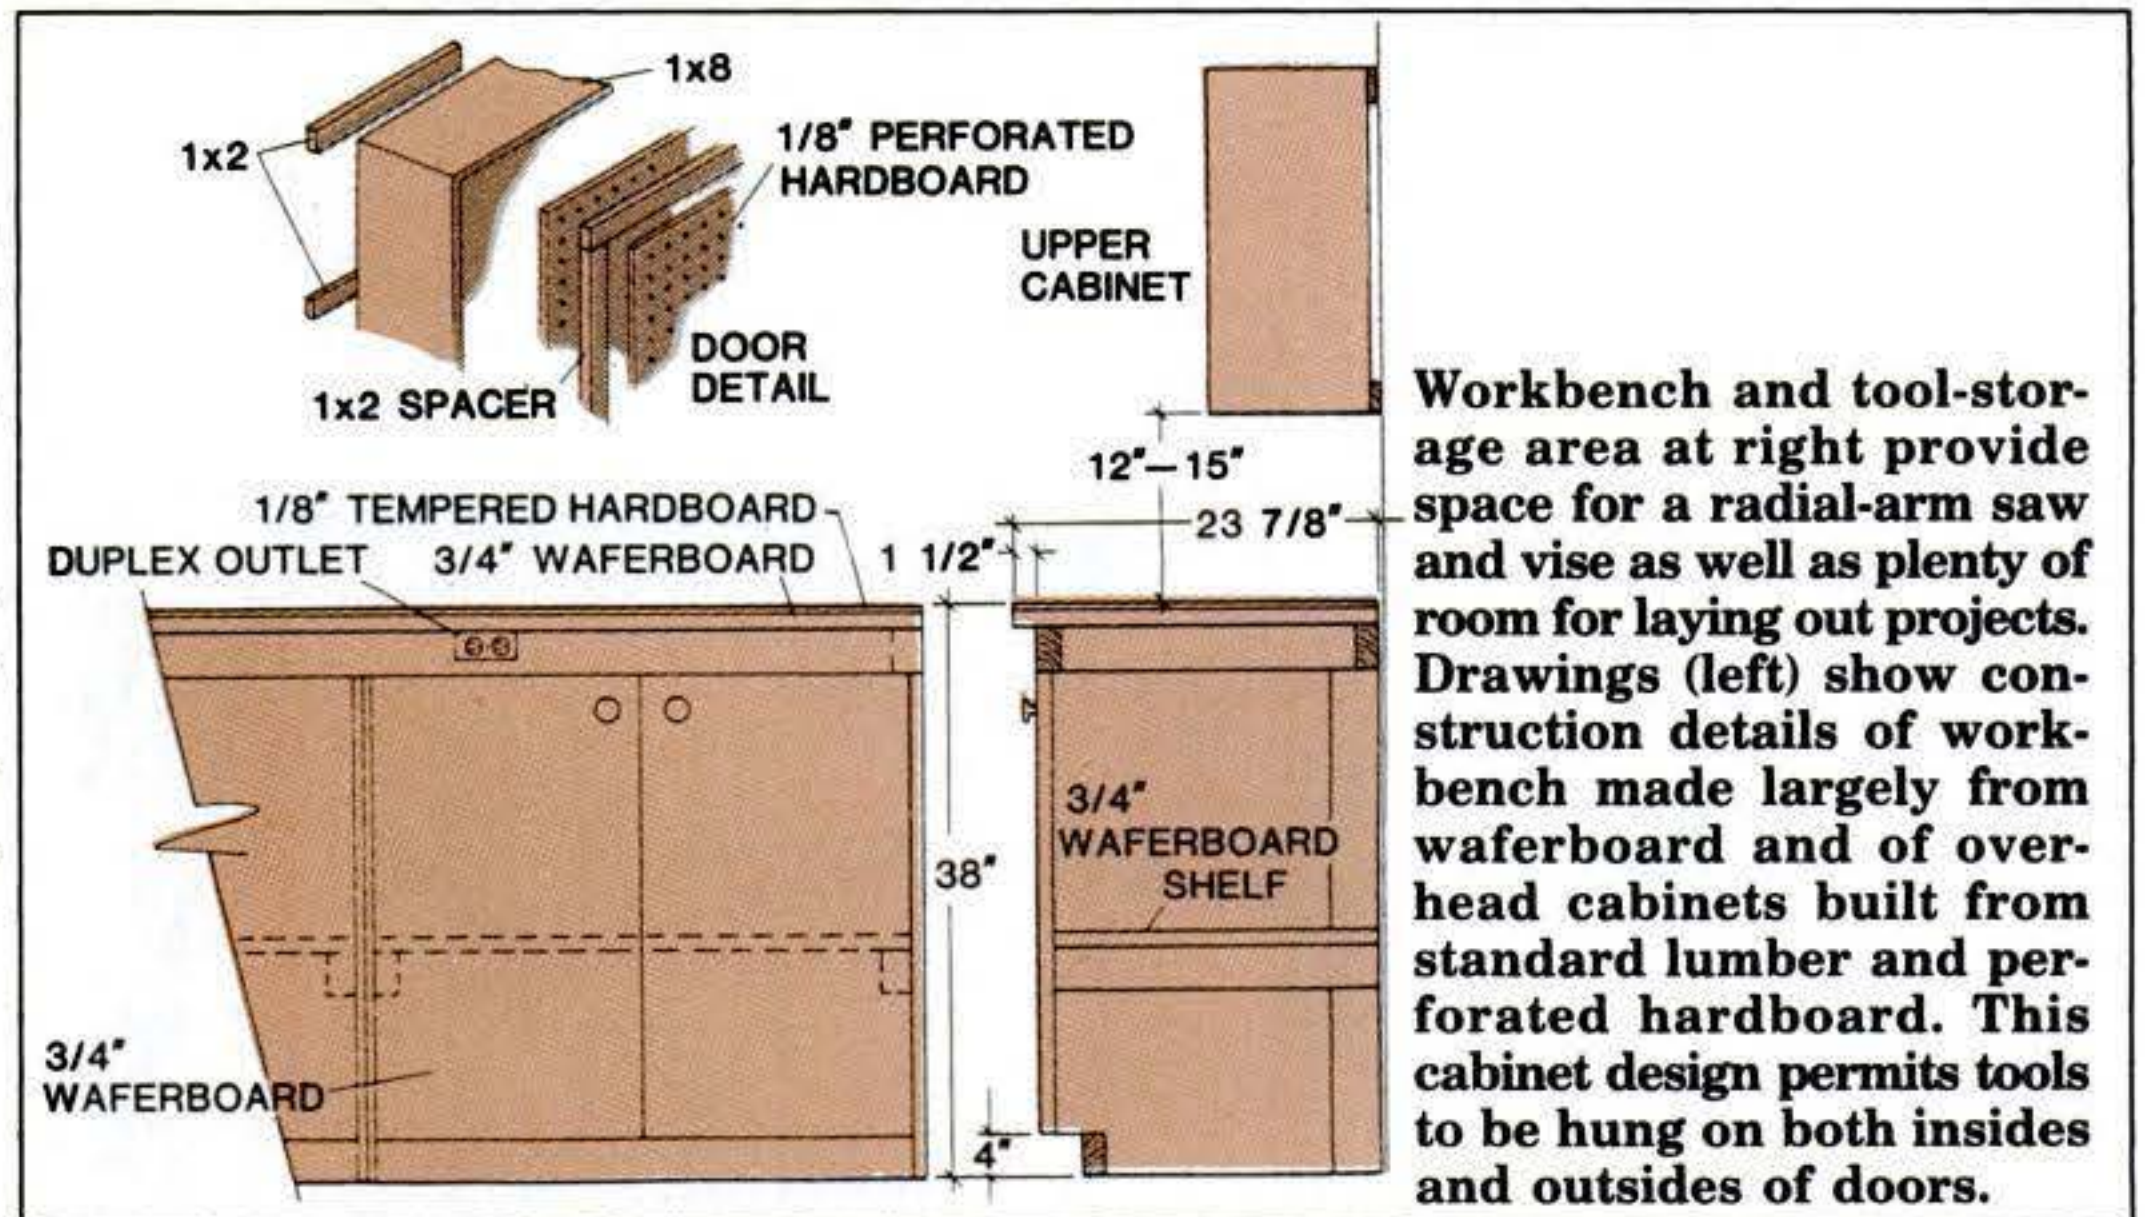 1x8
1x2
1/8" PERFORATED
HARDBOARD
DOOR
DETAIL
1x2 SPACER
UPPER
CABINET
12"—15"
23 7/8"
1 1/2"
1/8" TEMPERED HARDBOARD
DUPLEX OUTLET
3/4" WAFERBOARD
38"
3/4"
WAFERBOARD
SHELF
3/4"
WAFERBOARD
4"
Workbench and tool-stor-
age area at right provide
space for a radial-arm saw
and vise as well as plenty of
room for laying out projects.
Drawings (left) show con-
struction details of work-
bench made largely from
waferboard and of over-
head cabinets built from
standard lumber and per-
forated hardboard. This
cabinet design permits tools
to be hung on both insides
and outsides of doors.